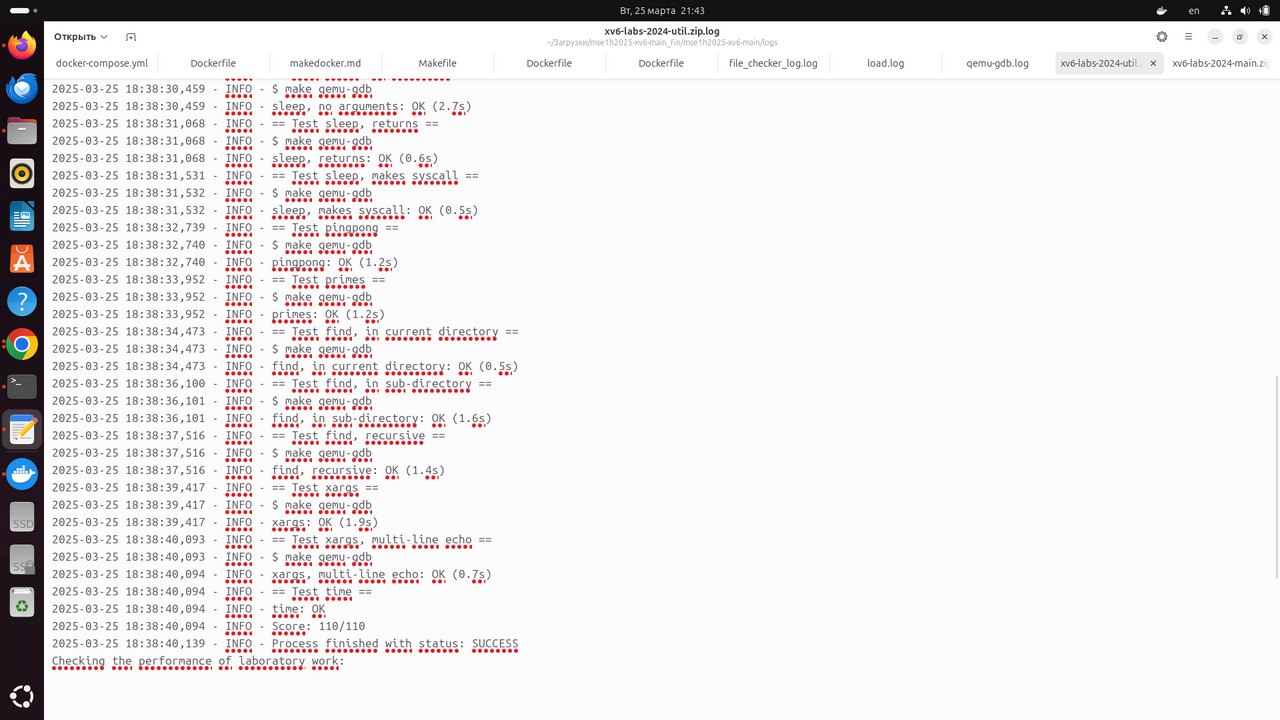 Вт, 25 марта 21:43
en
Открыть
xv6-labs-2024-util.zip.log
~/Загрузки/mse1h2025-xv6-main_fin/mse1h2025-xv6-main/logs
docker-compose.yml
Dockerfile
makedocker.md
Makefile
Dockerfile
Dockerfile
file_checker_log.log
load.log
qemu-gdb.log
xv6-labs-2024-util.
xv6-labs-2024-main.zi
2025-03-25 18:38:30,459 - INFO - $ make qemu-gdb
2025-03-25 18:38:30,459 - INFO - sleep, no arguments: OK (2.7s)
2025-03-25 18:38:31,068 - INFO - == Test sleep, returns ==
2025-03-25 18:38:31,068 - INFO - $ make qemu-gdb
2025-03-25 18:38:31,068 - INFO - sleep, returns: OK (0.6s)
2025-03-25 18:38:31,531 - INFO - == Test sleep, makes syscall ==
2025-03-25 18:38:31,532 - INFO - $ make qemu-gdb
2025-03-25 18:38:31,532 - INFO - sleep, makes syscall: OK (0.5s)
2025-03-25 18:38:32,739 - INFO - == Test pingpong ==
2025-03-25 18:38:32,740 - INFO - $ make qemu-gdb
2025-03-25 18:38:32,740 - INFO - pingpong: OK (1.2s)
2025-03-25 18:38:33,952 - INFO - == Test primes ==
2025-03-25 18:38:33,952 - INFO - $ make qemu-gdb
2025-03-25 18:38:33,952 - INFO - primes: OK (1.2s)
2025-03-25 18:38:34,473 - INFO - == Test find, in current directory ==
2025-03-25 18:38:34,473 - INFO - $ make qemu-gdb
2025-03-25 18:38:34,473 - INFO - find, in current directory: OK (0.5s)
2025-03-25 18:38:36,100 - INFO - == Test find, in sub-directory ==
2025-03-25 18:38:36,101 - INFO - $ make qemu-gdb
2025-03-25 18:38:36,101 - INFO - find, in sub-directory: OK (1.6s)
2025-03-25 18:38:37,516 - INFO - == Test find, recursive ==
2025-03-25 18:38:37,516 - INFO - $ make qemu-gdb
2025-03-25 18:38:37,516 - INFO - find, recursive: OK (1.4s)
2025-03-25 18:38:39,417 - INFO - == Test xargs ==
2025-03-25 18:38:39,417 - INFO - $ make qemu-gdb
2025-03-25 18:38:39,417 - INFO - xargs: OK (1.9s)
2025-03-25 18:38:40,093 - INFO - == Test xargs, multi-line echo ==
2025-03-25 18:38:40,093 - INFO - $ make qemu-gdb
2025-03-25 18:38:40,094 - INFO - xargs, multi-line echo: OK (0.7s)
2025-03-25 18:38:40,094 - INFO - == Test time ==
2025-03-25 18:38:40,094 - INFO - time: OK
2025-03-25 18:38:40,094 - INFO - Score: 110/110
2025-03-25 18:38:40,139 - INFO - Process finished with status: SUCCESS
Checking the performance of laboratory work:
SSD